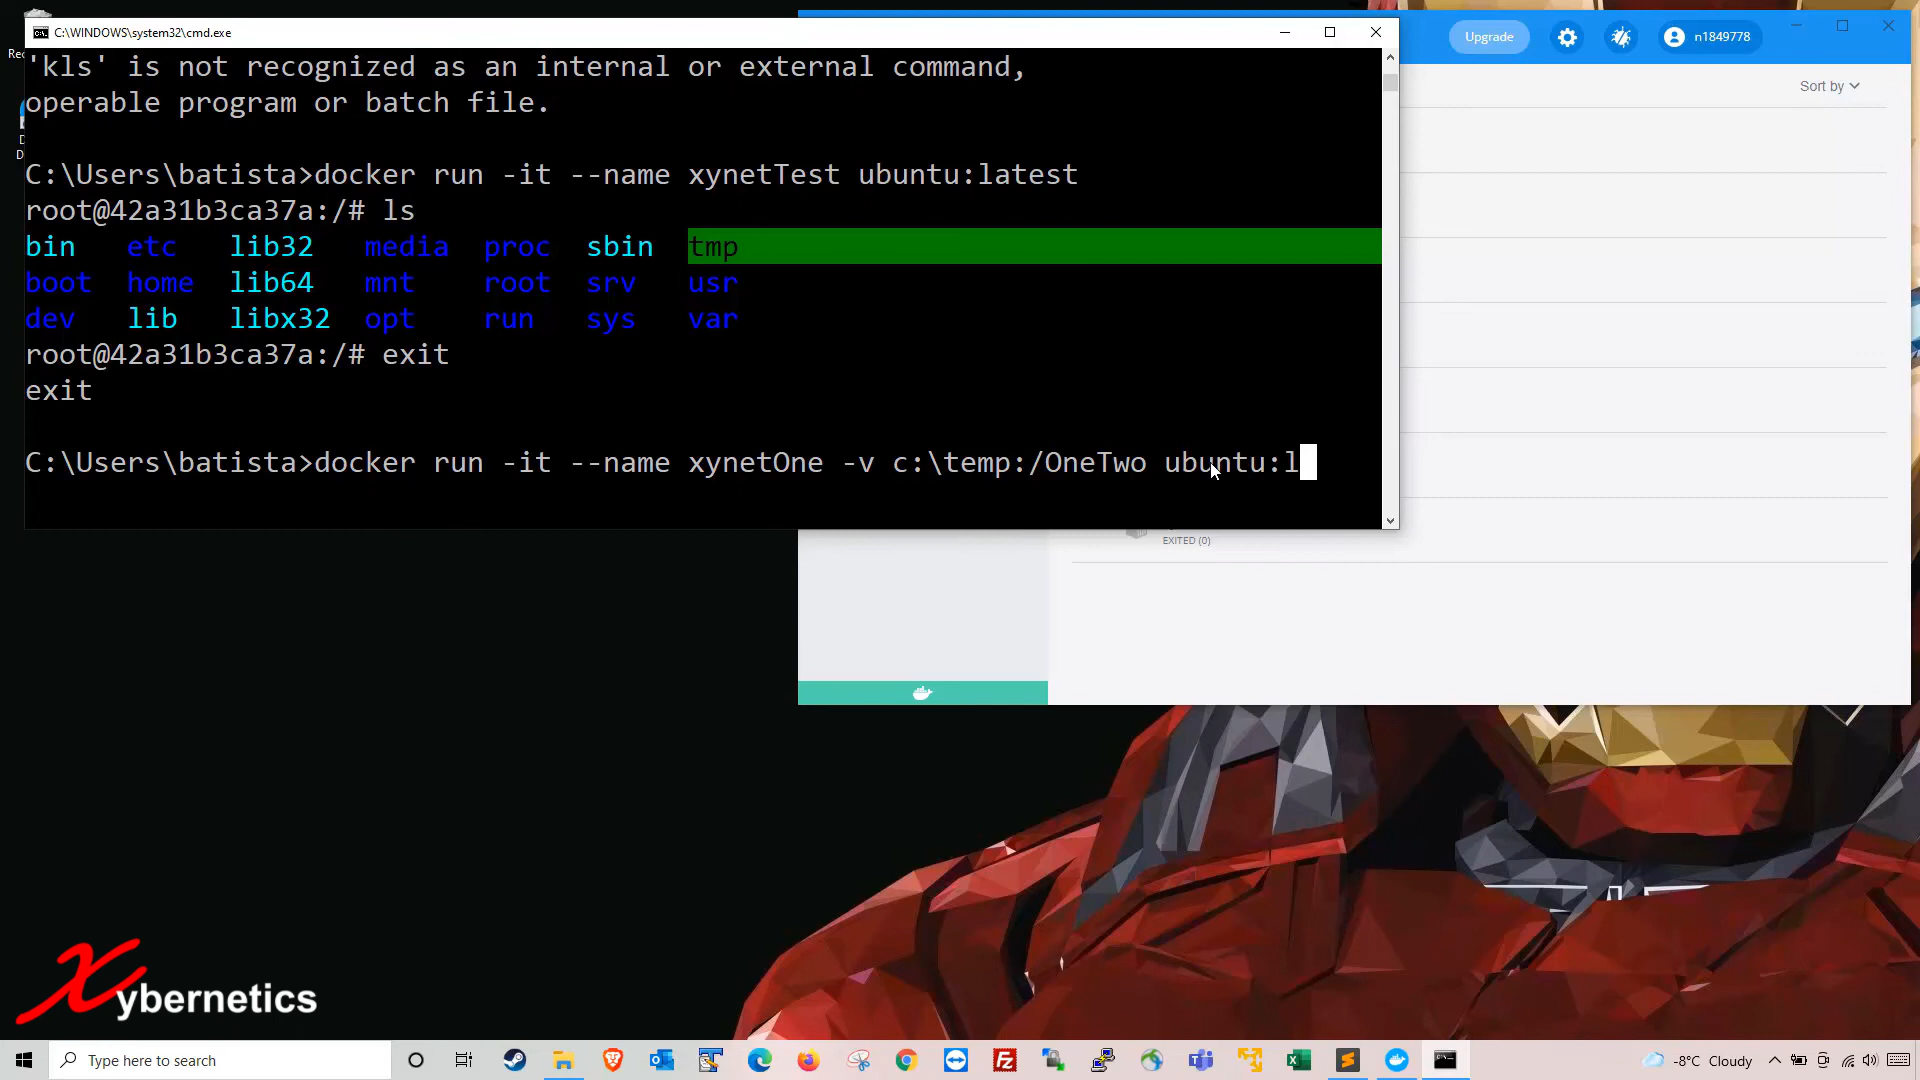 C:\WINDOWS\system32\cmd.exe
'kls' is not recognized as an internal or external command,
operable program or batch file.
C:\Users\batista>docker run -it --name xynetTest ubuntu:latest
root@42a31b3ca37a:/# ls
bin etc lib32 media proc sbin tmp
boot home lib64 mnt root srv usr
dev lib libx32 opt run sys var
root@42a31b3ca37a:/# exit
exit
C:\Users\batista>docker run -it --name xynetOne -v c:\temp:/OneTwo ubuntu:l
Upgrade
n1849778
Sort by
EXITED (0)
Xybernetics
Type here to search
-8°C Cloudy